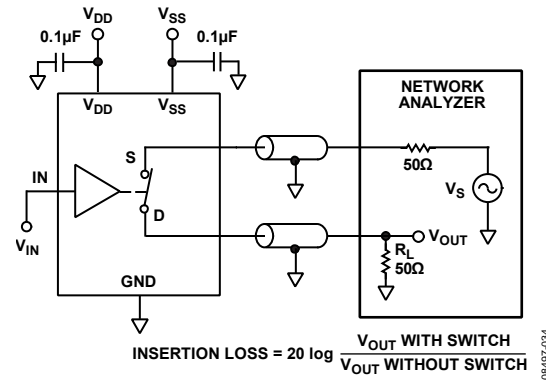 VDD
VSS
0.1µF
0.1µF
VDD
VSS
NETWORK
ANALYZER
S
50Ω
IN
VS
D
VOUT
VIN
RL
50Ω
GND
INSERTION LOSS = 20 log VOUT WITH SWITCH
VOUT WITHOUT SWITCH
08497-034